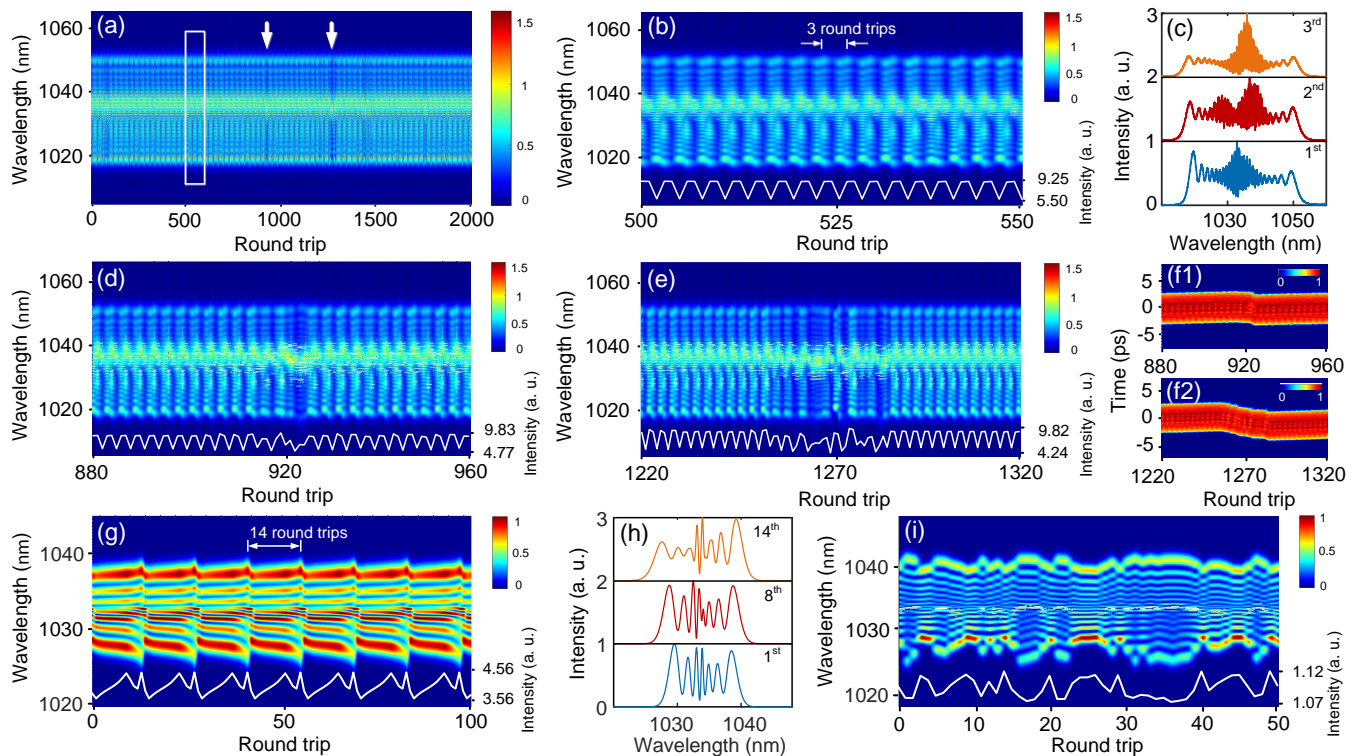 (a)
Wavelength (nm)
1060
1040
1020
0
500
1000
1500
2000
Round trip
1.5
1
0.5
0
(b)
3 round trips
Wavelength (nm)
1060
1040
1020
500
525
550
Round trip
1.5
1
0.5
0
Intensity (a. u.)
9.25
5.50
(c)
Intensity (a. u.)
3
2
1
0
3rd
2nd
1st
1030
1050
Wavelength (nm)
(d)
Wavelength (nm)
1060
1040
1020
880
920
960
Round trip
1.5
1
0.5
0
Intensity (a. u.)
9.83
4.77
(e)
Wavelength (nm)
1060
1040
1020
1220
1270
1320
Round trip
1.5
1
0.5
0
Intensity (a. u.)
9.82
4.24
(f1)
0 1
5
0
-5
880
920
960
Time (ps)
(f2)
0 1
5
0
-5
1220
1270
1320
Round trip
(g)
14 round trips
Wavelength (nm)
1040
1030
1020
0
50
100
Round trip
1
0.5
0
Intensity (a. u.)
4.56
3.56
(h)
Intensity (a. u.)
3
2
1
0
14th
8th
1st
1030
1040
Wavelength (nm)
(i)
Wavelength (nm)
1040
1030
1020
0
10
20
30
40
50
Round trip
1
0.5
0
Intensity (a. u.)
1.12
1.07